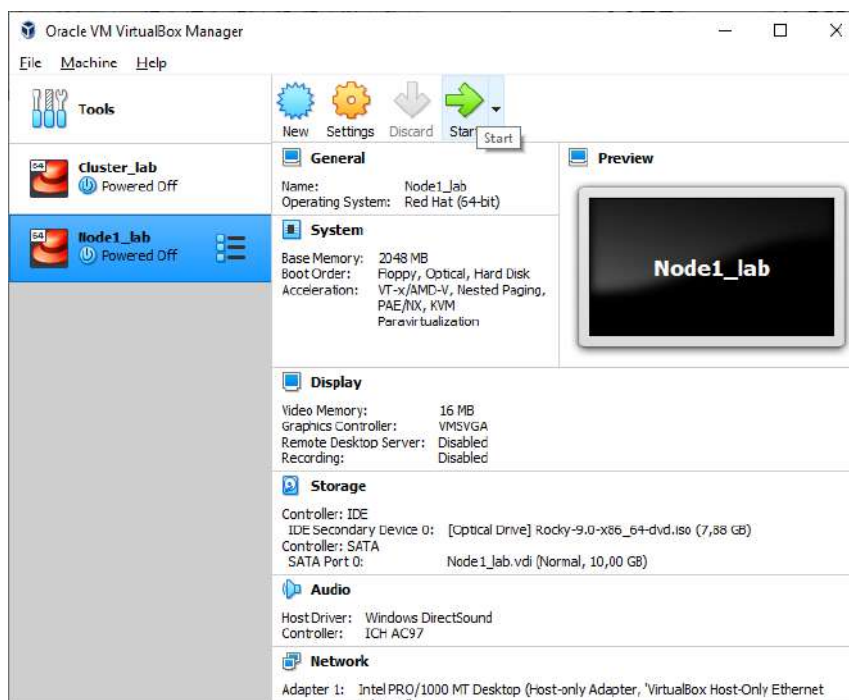 Oracle VM VirtualBox Manager
File Machine Help
Tools
New Settings Discard Start
Start
64
Cluster_lab
Powered Off
64
Node1_lab
Powered Off
General
Name: Node1_lab
Operating System: Red Hat (64-bit)
System
Base Memory: 2048 MB
Boot Order: Floppy, Optical, Hard Disk
Acceleration: VT-x/AMD-V, Nested Paging,
PAE/NX, KVM
Paravirtualization
Preview
Node1_lab
Display
Video Memory: 16 MB
Graphics Controller: VMSVGA
Remote Desktop Server: Disabled
Recording: Disabled
Storage
Controller: IDE
IDE Secondary Device 0: [Optical Drive] Rocky-9.0-x86_64-dvd.iso (7,88 GB)
Controller: SATA
SATA Port 0: Node1_lab.vdi (Normal, 10,00 GB)
Audio
Host Driver: Windows DirectSound
Controller: ICH AC97
Network
Adapter 1: Intel PRO/1000 MT Desktop (Host-only Adapter, 'VirtualBox Host-Only Ethernet